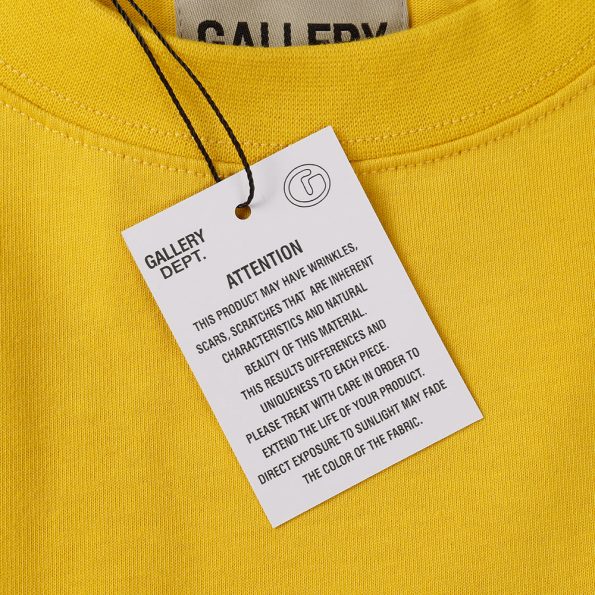 GALLERY
GALLERY
DEPT.
ATTENTION
THIS PRODUCT MAY HAVE WRINKLES,
SCARS, SCRATCHES THAT ARE INHERENT
CHARACTERISTICS AND NATURAL
BEAUTY OF THIS MATERIAL.
THIS RESULTS DIFFERENCES AND
UNIQUENESS TO EACH PIECE.
PLEASE TREAT WITH CARE IN ORDER TO
EXTEND THE LIFE OF YOUR PRODUCT.
DIRECT EXPOSURE TO SUNLIGHT MAY FADE
THE COLOR OF THE FABRIC.